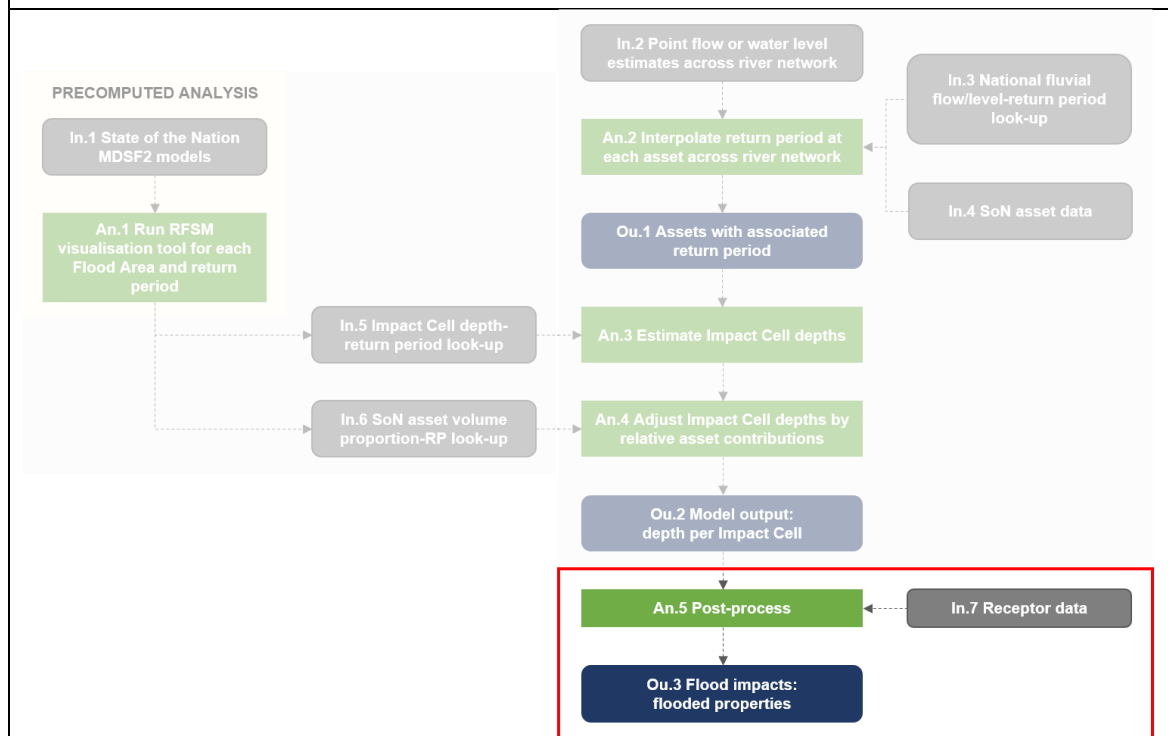 In.2 Point flow or water level
estimates across river network
In.3 National fluvial
flow/level-return period
look-up
PRECOMPUTED ANALYSIS
In.1 State of the Nation
MDSF2 models
An.2 Interpolate return period at
each asset across river network
In.4 SoN asset data
An.1 Run RFSM
visualisation tool for each
Flood Area and return
period
Ou.1 Assets with associated
return period
In.5 Impact Cell depth-
return period look-up
An.3 Estimate Impact Cell depths
In.6 SoN asset volume
proportion-RP look-up
An.4 Adjust Impact Cell depths by
relative asset contributions
Ou.2 Model output:
depth per Impact Cell
An.5 Post-process
In.7 Receptor data
Ou.3 Flood impacts:
flooded properties